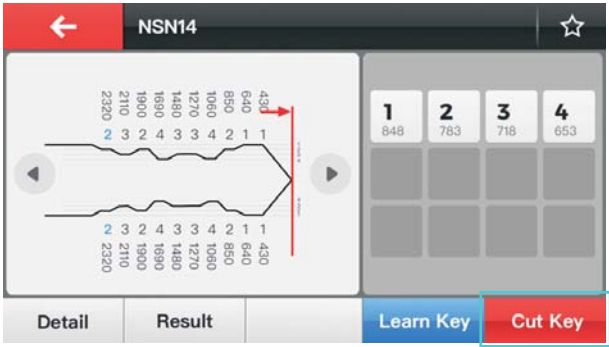 NSN14
2320 2110 1900 1690 1480 1270 1060 850 640 430
2 3 2 4 3 3 4 2 1 1
2 3 2 4 3 3 4 2 1 1
2320 2110 1900 1690 1480 1270 1060 850 640 430
1 2 3 4
848 783 718 653
Detail Result Learn Key Cut Key